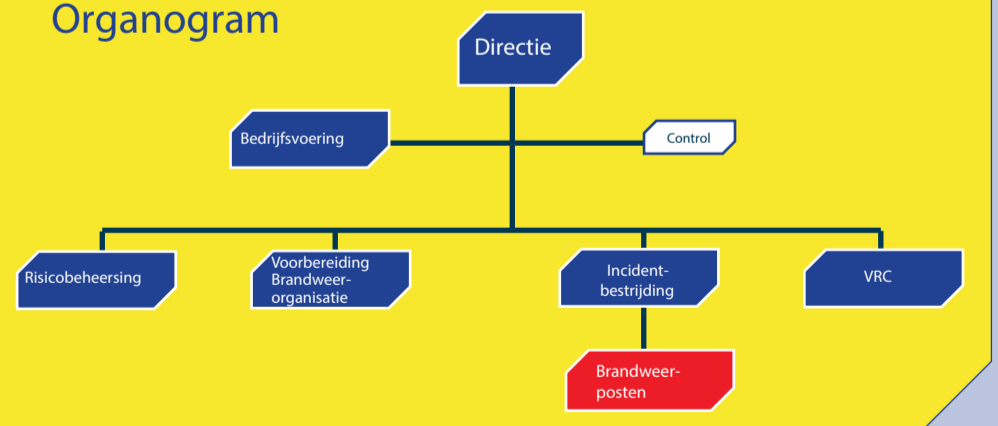 Organogram
Directie
Bedrijfsvoering
Control
Risicobeheersing
Voorbereiding
Brandweer-
organisatie
Incident-
bestrijding
VRC
Brandweer-
posten